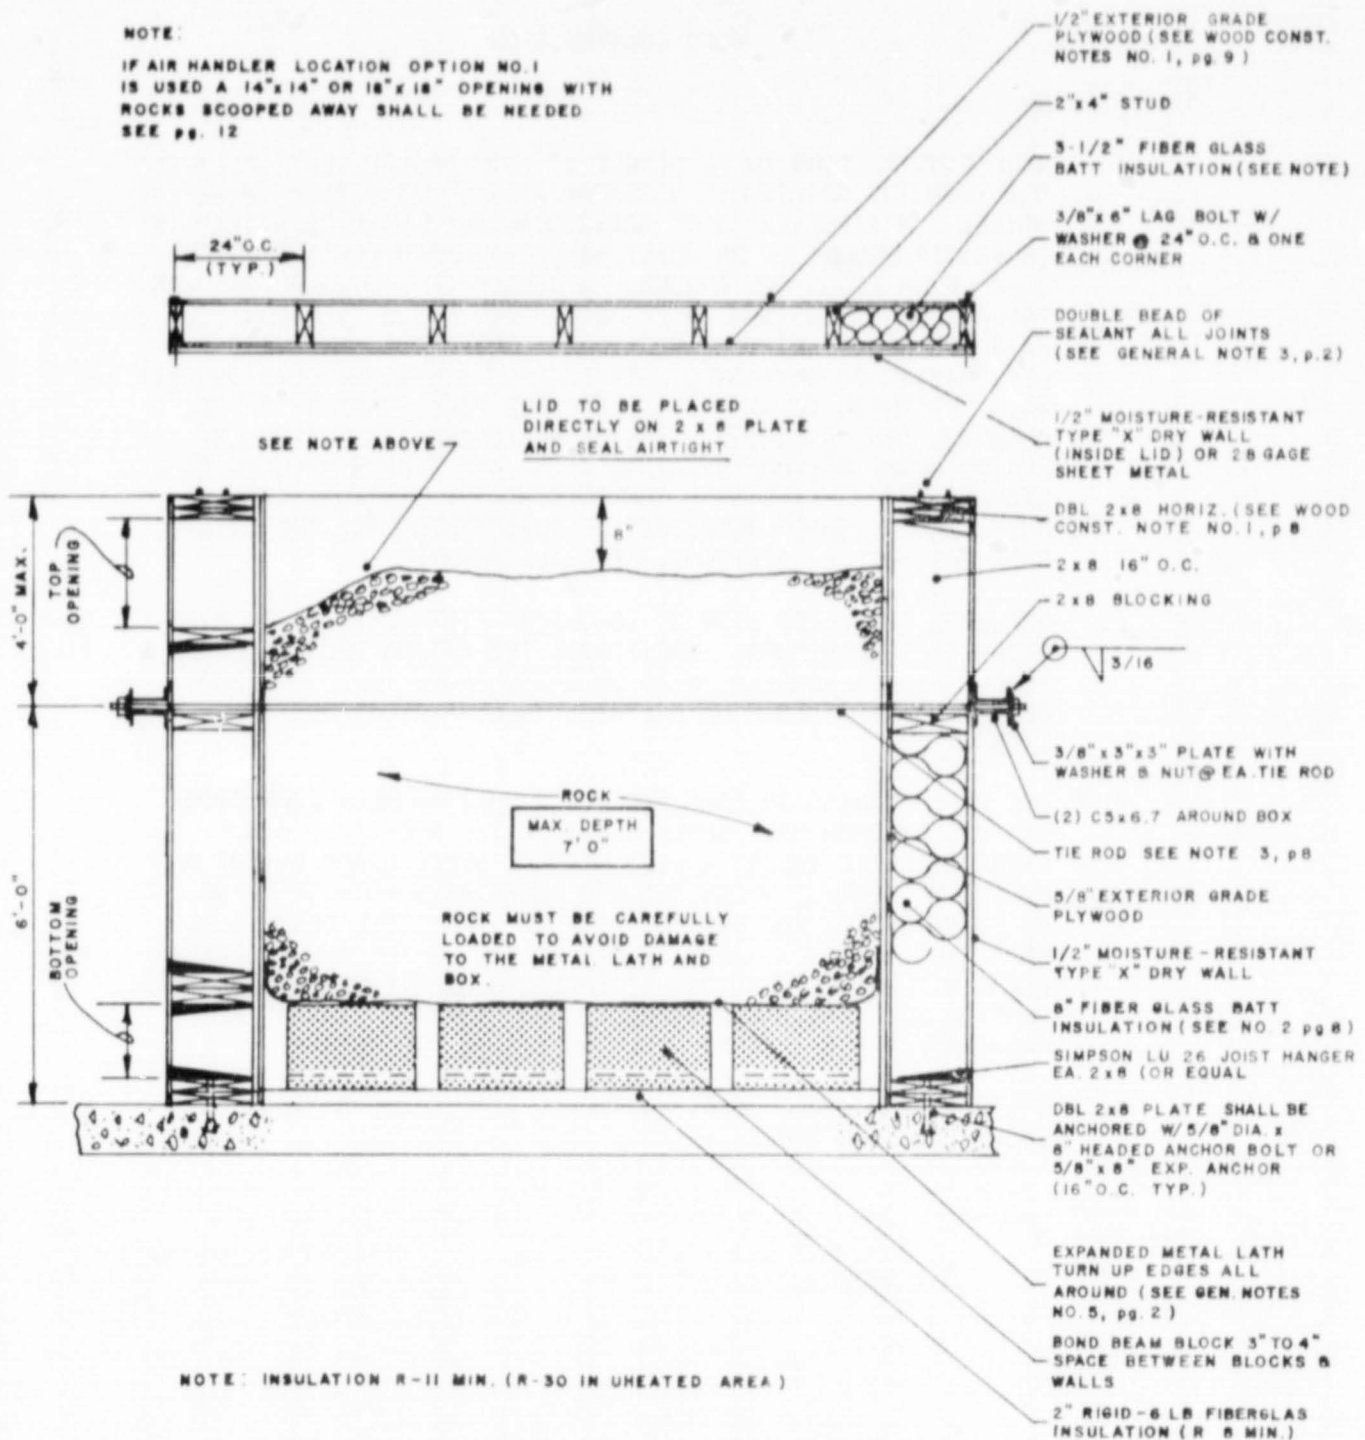 NOTE:
IF AIR HANDLER LOCATION OPTION NO. 1
IS USED A 14"x 14" OR 18"x 18" OPENING WITH
ROCKS SCOOPED AWAY SHALL BE NEEDED
SEE pg. 12
1/2" EXTERIOR GRADE
PLYWOOD (SEE WOOD CONST.
NOTES NO. 1, pg. 9)
2"x 4" STUD
3-1/2" FIBER GLASS
BATT INSULATION (SEE NOTE)
3/8"x 6" LAG BOLT W/
WASHER @ 24" O.C. & ONE
EACH CORNER
24" O.C.
(TYP.)
DOUBLE BEAD OF
SEALANT ALL JOINTS
(SEE GENERAL NOTE 3, p.2)
LID TO BE PLACED
DIRECTLY ON 2 x 8 PLATE
AND SEAL AIRTIGHT
SEE NOTE ABOVE
1/2" MOISTURE-RESISTANT
TYPE "X" DRY WALL
(INSIDE LID) OR 28 GAGE
SHEET METAL
DBL 2x8 HORIZ. (SEE WOOD
CONST. NOTE NO. 1, p 8
2 x 8 16" O.C.
2 x 8 BLOCKING
3/16
4'-0" MAX.
TOP
OPENING
8"
3/8"x 3"x 3" PLATE WITH
WASHER & NUT @ EA. TIE ROD
(2) C5x6.7 AROUND BOX
TIE ROD SEE NOTE 3, p8
ROCK
MAX. DEPTH
7' 0"
5/8" EXTERIOR GRADE
PLYWOOD
6'-0"
BOTTOM
OPENING
ROCK MUST BE CAREFULLY
LOADED TO AVOID DAMAGE
TO THE METAL LATH AND
BOX.
1/2" MOISTURE-RESISTANT
TYPE "X" DRY WALL
8" FIBER GLASS BATT
INSULATION (SEE NO. 2 pg 8)
SIMPSON LU 26 JOIST HANGER
EA. 2x8 (OR EQUAL
DBL 2x8 PLATE SHALL BE
ANCHORED W/ 5/8" DIA. x
8" HEADED ANCHOR BOLT OR
5/8" x 8" EXP. ANCHOR
(16" O.C. TYP.)
EXPANDED METAL LATH
TURN UP EDGES ALL
AROUND (SEE GEN. NOTES
NO. 5, pg. 2)
BOND BEAM BLOCK 3" TO 4"
SPACE BETWEEN BLOCKS &
WALLS
2" RIGID-6 LB FIBERGLAS
INSULATION (R 8 MIN.)
NOTE: INSULATION R-11 MIN. (R-30 IN UHEATED AREA)